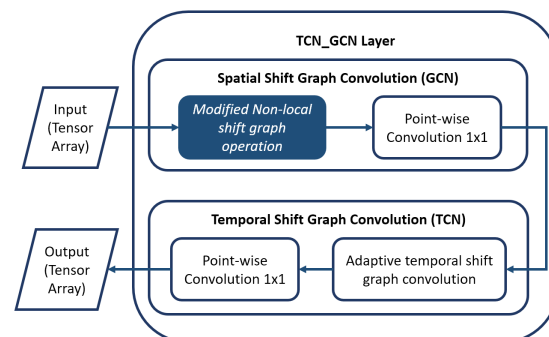 TCN_GCN Layer
Spatial Shift Graph Convolution (GCN)
Input
(Tensor
Array)
Modified Non-local
shift graph
operation
Point-wise
Convolution 1x1
Temporal Shift Graph Convolution (TCN)
Output
(Tensor
Array)
Point-wise
Convolution 1x1
Adaptive temporal shift
graph convolution